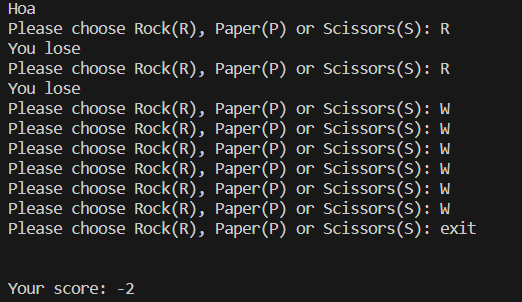 Hoa
Please choose Rock(R), Paper(P) or Scissors(S): R
You lose
Please choose Rock(R), Paper(P) or Scissors(S): R
You lose
Please choose Rock(R), Paper(P) or Scissors(S): W
Please choose Rock(R), Paper(P) or Scissors(S): W
Please choose Rock(R), Paper(P) or Scissors(S): W
Please choose Rock(R), Paper(P) or Scissors(S): W
Please choose Rock(R), Paper(P) or Scissors(S): W
Please choose Rock(R), Paper(P) or Scissors(S): W
Please choose Rock(R), Paper(P) or Scissors(S): exit
Your score: -2